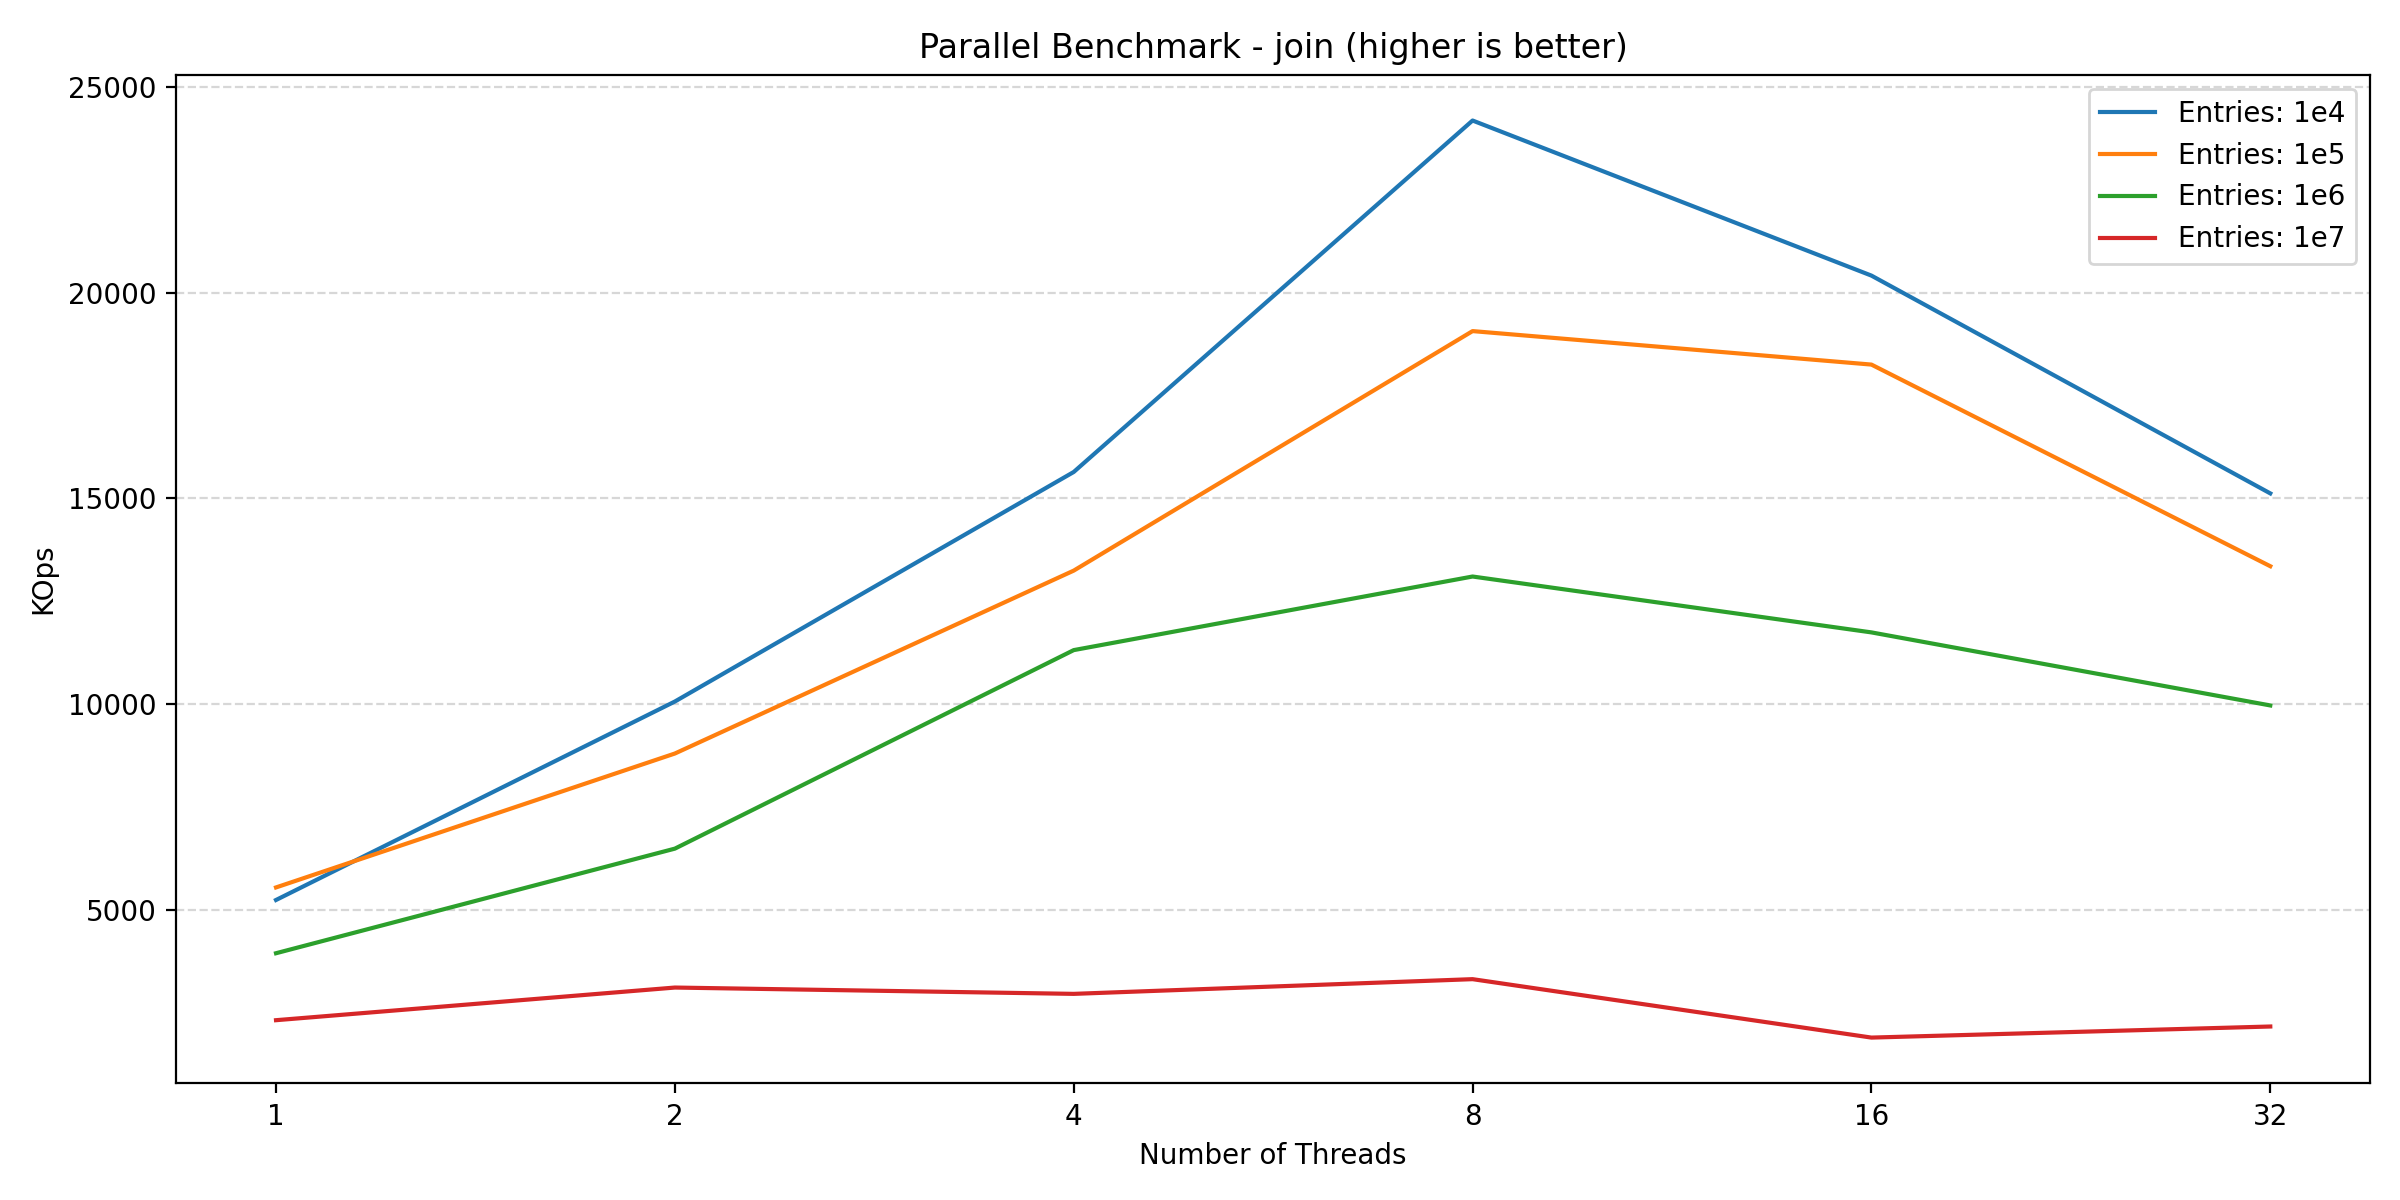 Parallel Benchmark - join (higher is better)
25000
20000
15000
10000
5000
KOps
Entries: 1e4
Entries: 1e5
Entries: 1e6
Entries: 1e7
1 2 4 8 16 32
Number of Threads